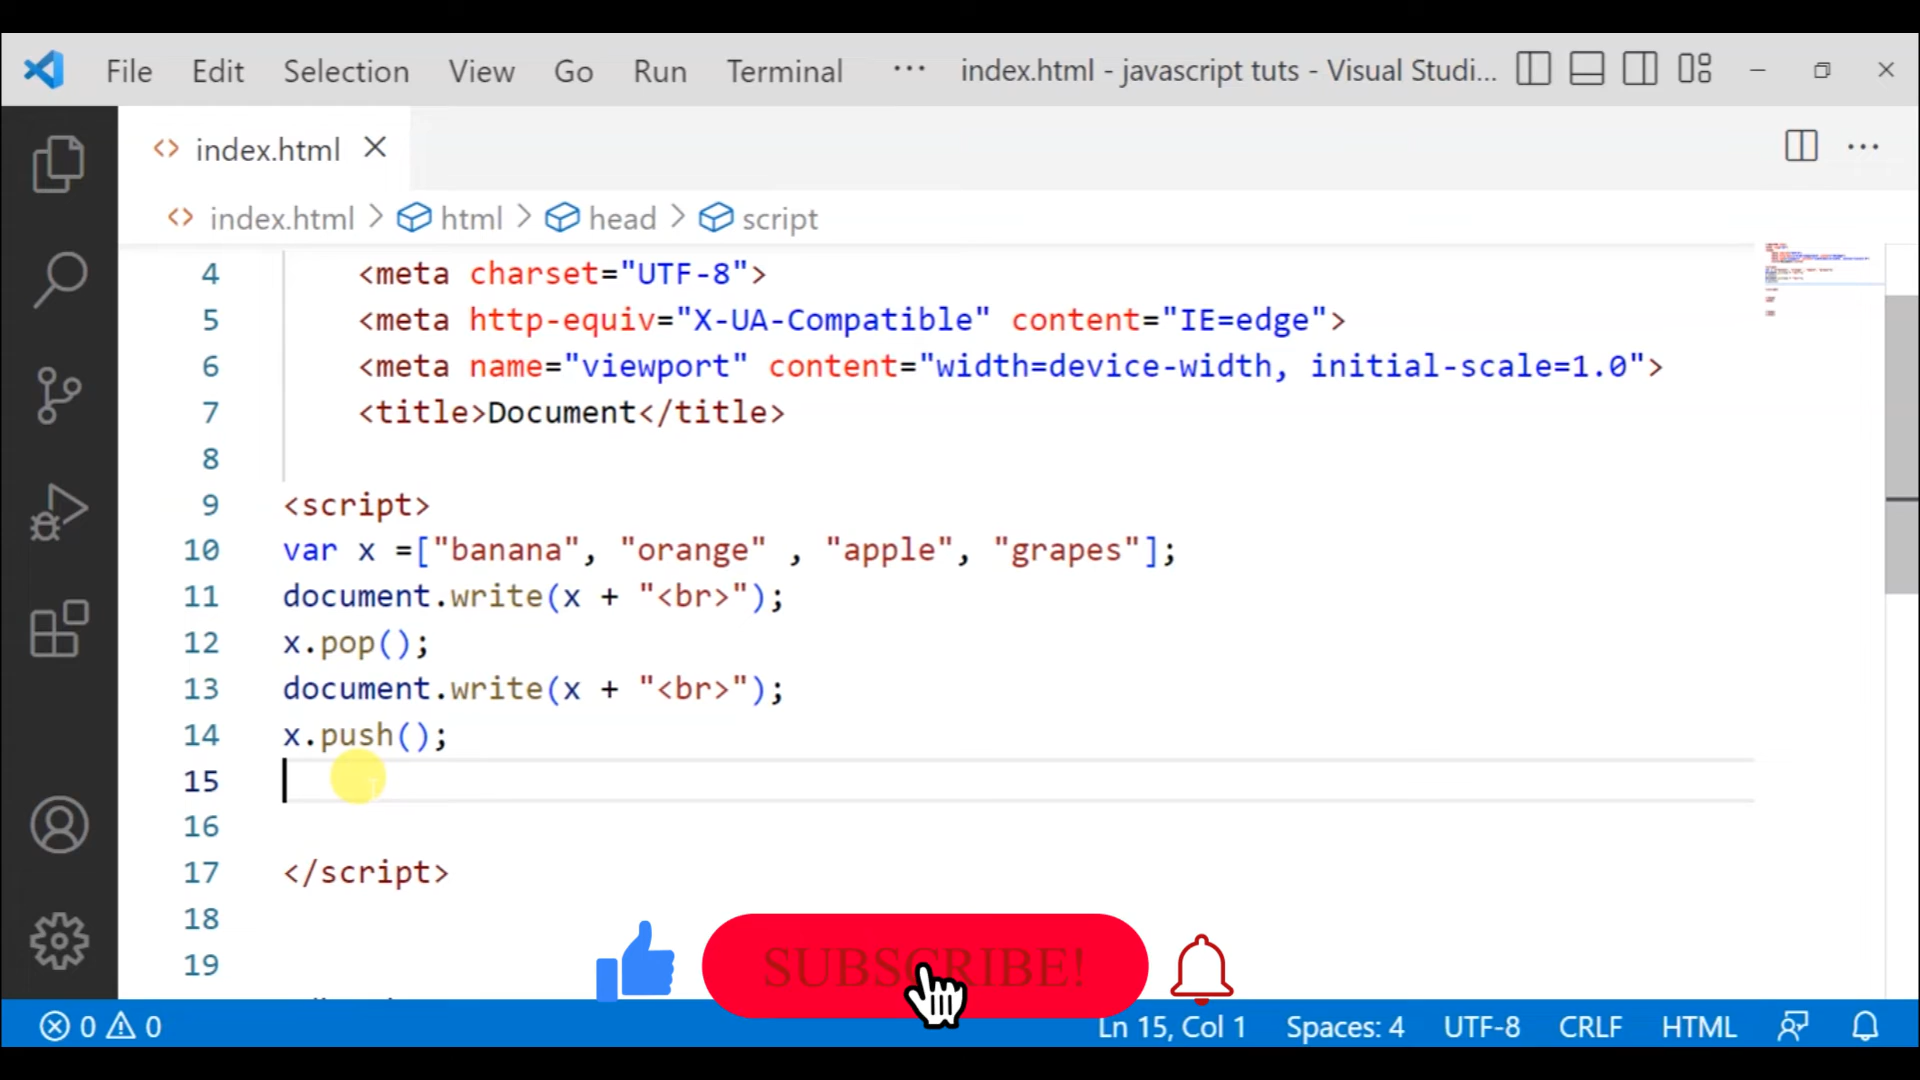 File Edit Selection View Go Run Terminal ··· index.html - javascript tuts - Visual Studi...
index.html
index.html > html > head > script
4 <meta charset="UTF-8">
5 <meta http-equiv="X-UA-Compatible" content="IE=edge">
6 <meta name="viewport" content="width=device-width, initial-scale=1.0">
7 <title>Document</title>
8
9 <script>
10 var x =["banana", "orange" , "apple", "grapes"];
11 document.write(x + "<br>");
12 x.pop();
13 document.write(x + "<br>");
14 x.push();
15
16
17 </script>
18
19
SUBSCRIBE!
0 0 Ln 15, Col 1 Spaces: 4 UTF-8 CRLF HTML